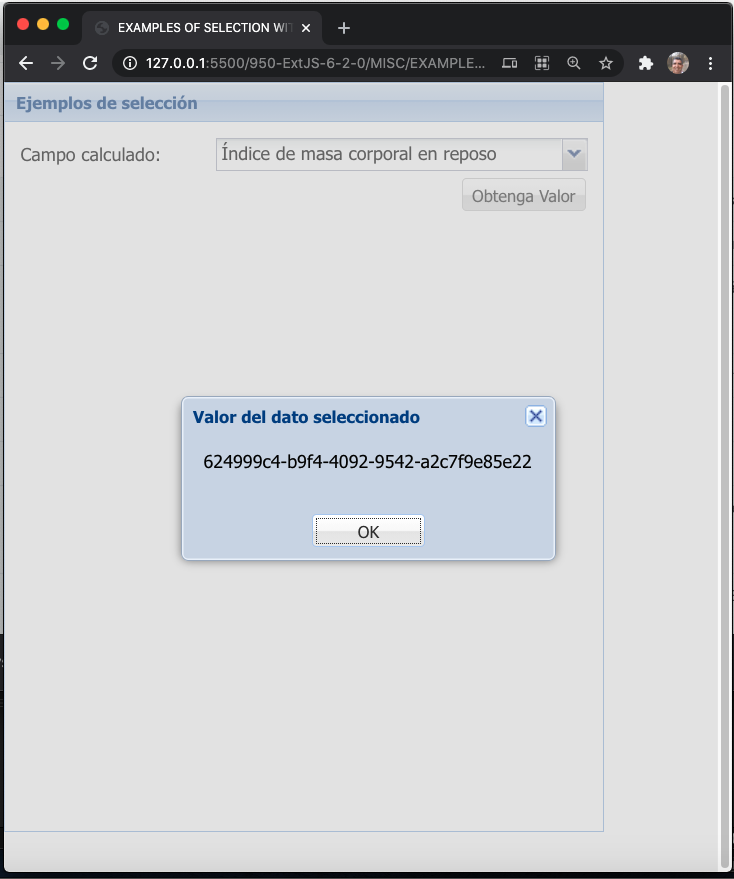 EXAMPLES OF SELECTION WIT
127.0.0.1:5500/950-ExtJS-6-2-0/MISC/EXAMPLE...
Ejemplos de selección
Campo calculado:
Índice de masa corporal en reposo
Obtenga Valor
Valor del dato seleccionado
624999c4-b9f4-4092-9542-a2c7f9e85e22
OK